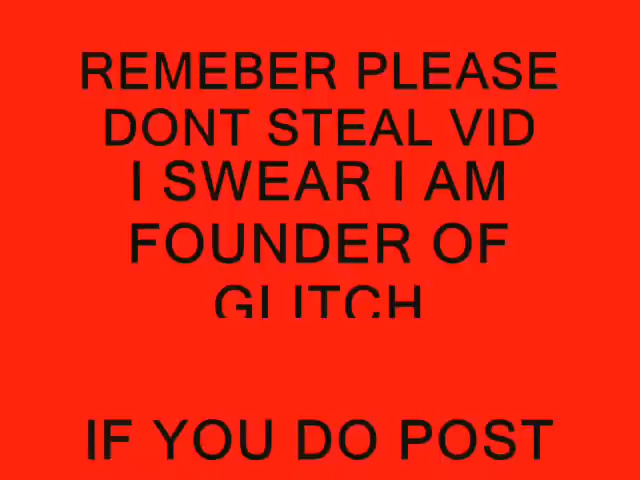 REMEBER PLEASE
DONT STEAL VID
I SWEAR I AM
FOUNDER OF
GLITCH
IF YOU DO POST